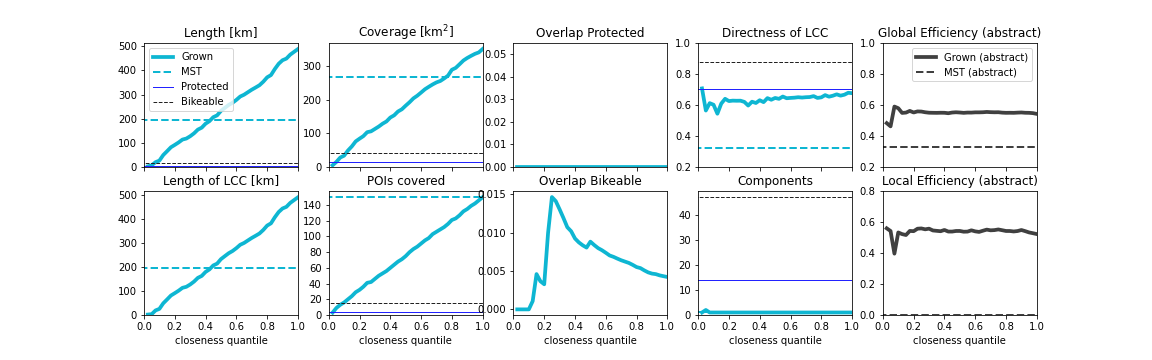 Length [km]
Coverage [km²]
Overlap Protected
Directness of LCC
Global Efficiency (abstract)
500
400
300
200
100
0
Grown
MST
Protected
Bikeable
300
200
100
0
0.05
0.04
0.03
0.02
0.01
0.00
1.0
0.8
0.6
0.4
0.2
1.0
0.8
0.6
0.4
0.2
Grown (abstract)
MST (abstract)
Length of LCC [km]
POIs covered
Overlap Bikeable
Components
Local Efficiency (abstract)
500
400
300
200
100
0
140
120
100
80
60
40
20
0
0.015
0.010
0.005
0.000
40
30
20
10
0
0.8
0.6
0.4
0.2
0.0
0.0 0.2 0.4 0.6 0.8 1.0
0.0 0.2 0.4 0.6 0.8 1.0
0.0 0.2 0.4 0.6 0.8 1.0
0.0 0.2 0.4 0.6 0.8 1.0
0.0 0.2 0.4 0.6 0.8 1.0
closeness quantile
closeness quantile
closeness quantile
closeness quantile
closeness quantile